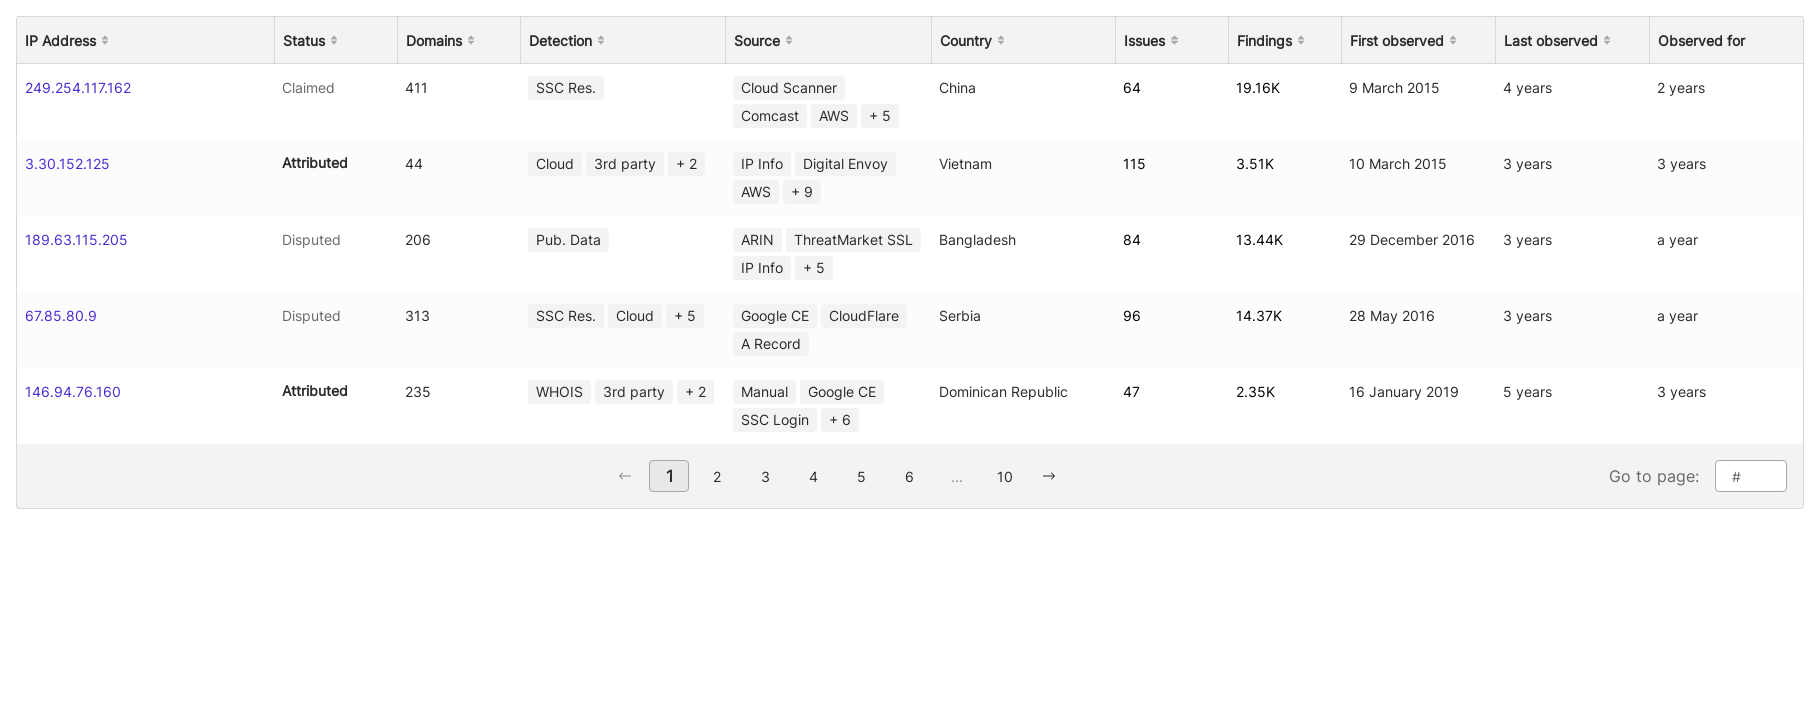 IP Address Status Domains Detection Source Country Issues Findings First observed Last observed Observed for
249.254.117.162 Claimed 411 SSC Res. Cloud Scanner China 64 19.16K 9 March 2015 4 years 2 years
Comcast AWS + 5
3.30.152.125 Attributed 44 Cloud 3rd party + 2 IP Info Digital Envoy Vietnam 115 3.51K 10 March 2015 3 years 3 years
AWS + 9
189.63.115.205 Disputed 206 Pub. Data ARIN ThreatMarket SSL Bangladesh 84 13.44K 29 December 2016 3 years a year
IP Info + 5
67.85.80.9 Disputed 313 SSC Res. Cloud + 5 Google CE CloudFlare Serbia 96 14.37K 28 May 2016 3 years a year
A Record
146.94.76.160 Attributed 235 WHOIS 3rd party + 2 Manual Google CE Dominican Republic 47 2.35K 16 January 2019 5 years 3 years
SSC Login + 6
← 1 2 3 4 5 6 ... 10 → Go to page: #